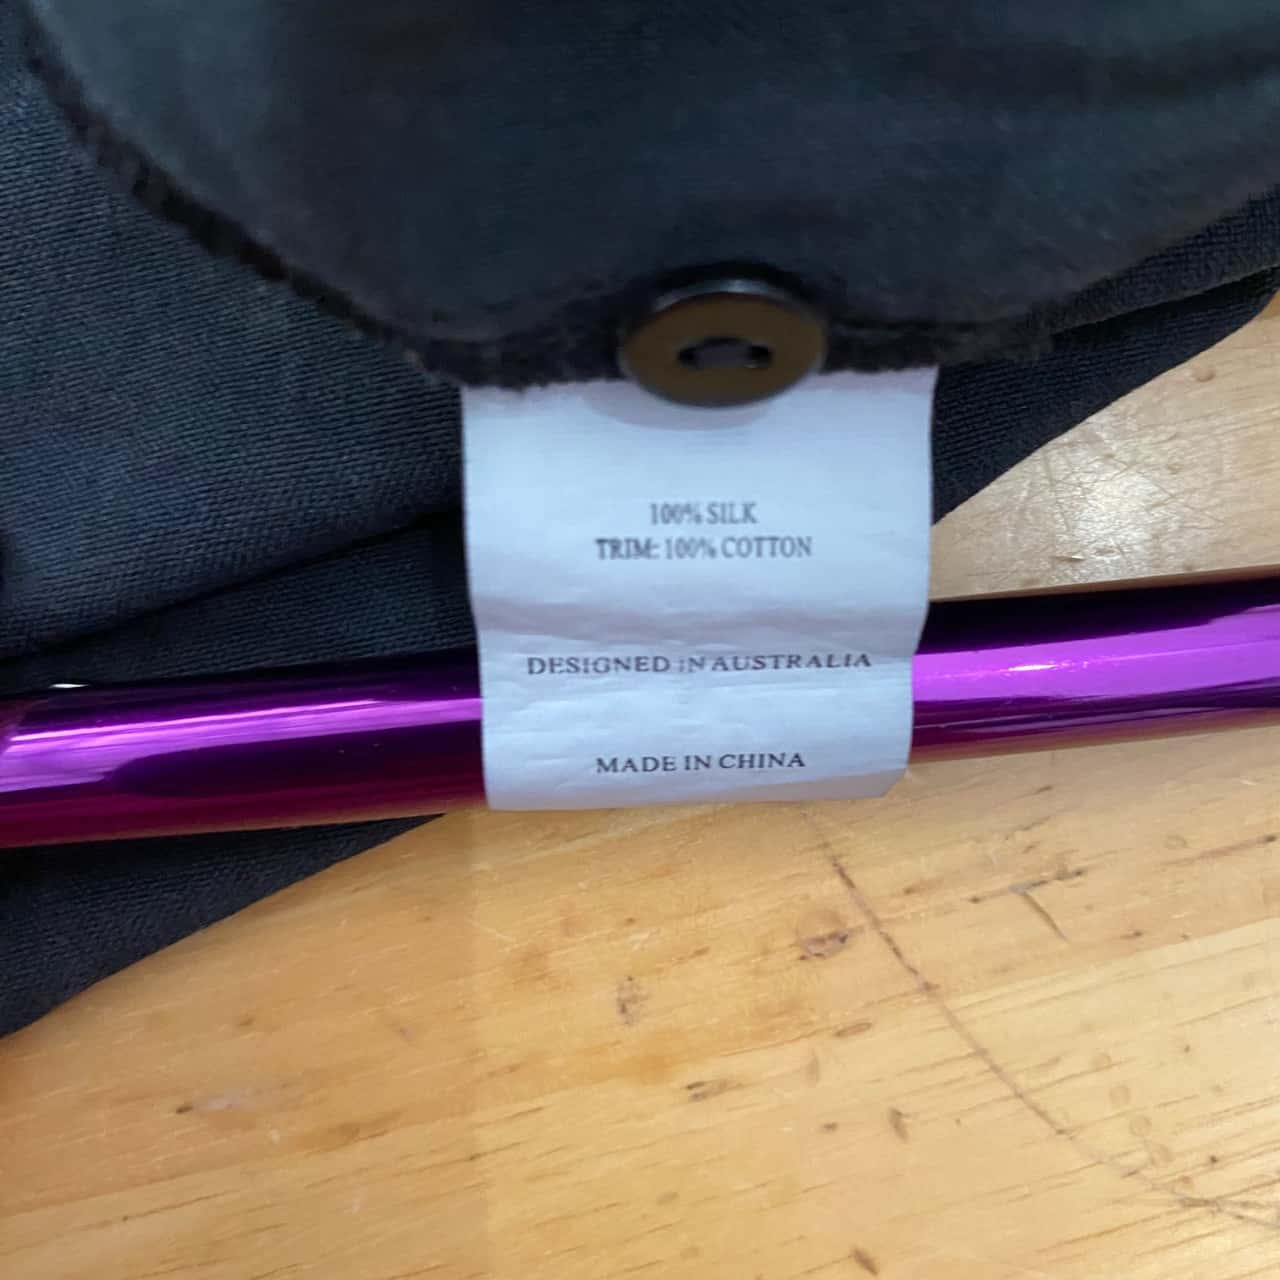 100% SILK
TRIM: 100% COTTON
DESIGNED IN AUSTRALIA
MADE IN CHINA